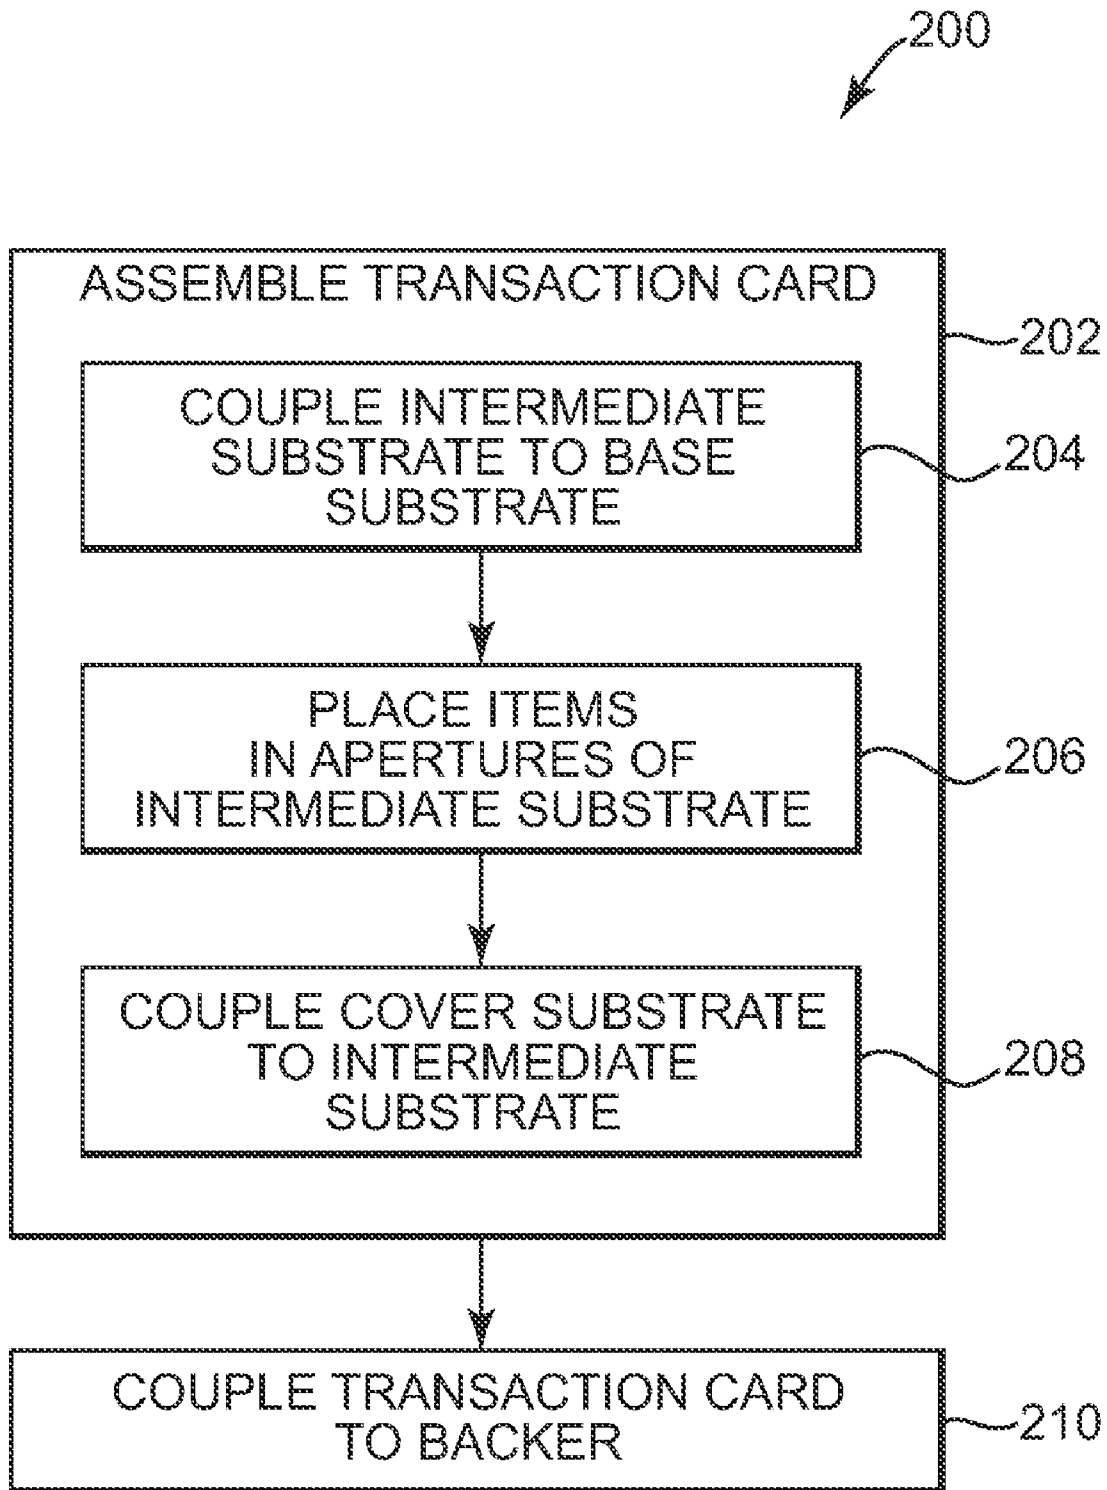 200
ASSEMBLE TRANSACTION CARD
202
COUPLE INTERMEDIATE
SUBSTRATE TO BASE
SUBSTRATE
204
PLACE ITEMS
IN APERTURES OF
INTERMEDIATE SUBSTRATE
206
COUPLE COVER SUBSTRATE
TO INTERMEDIATE
SUBSTRATE
208
COUPLE TRANSACTION CARD
TO BACKER
210